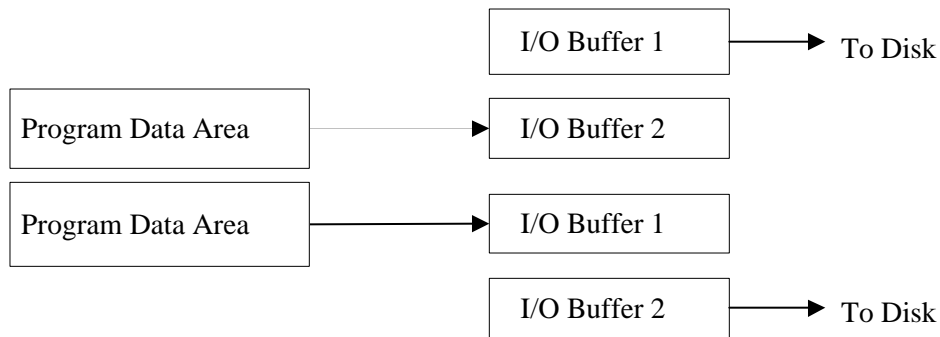 I/O Buffer 1
To Disk
Program Data Area
I/O Buffer 2
Program Data Area
I/O Buffer 1
I/O Buffer 2
To Disk